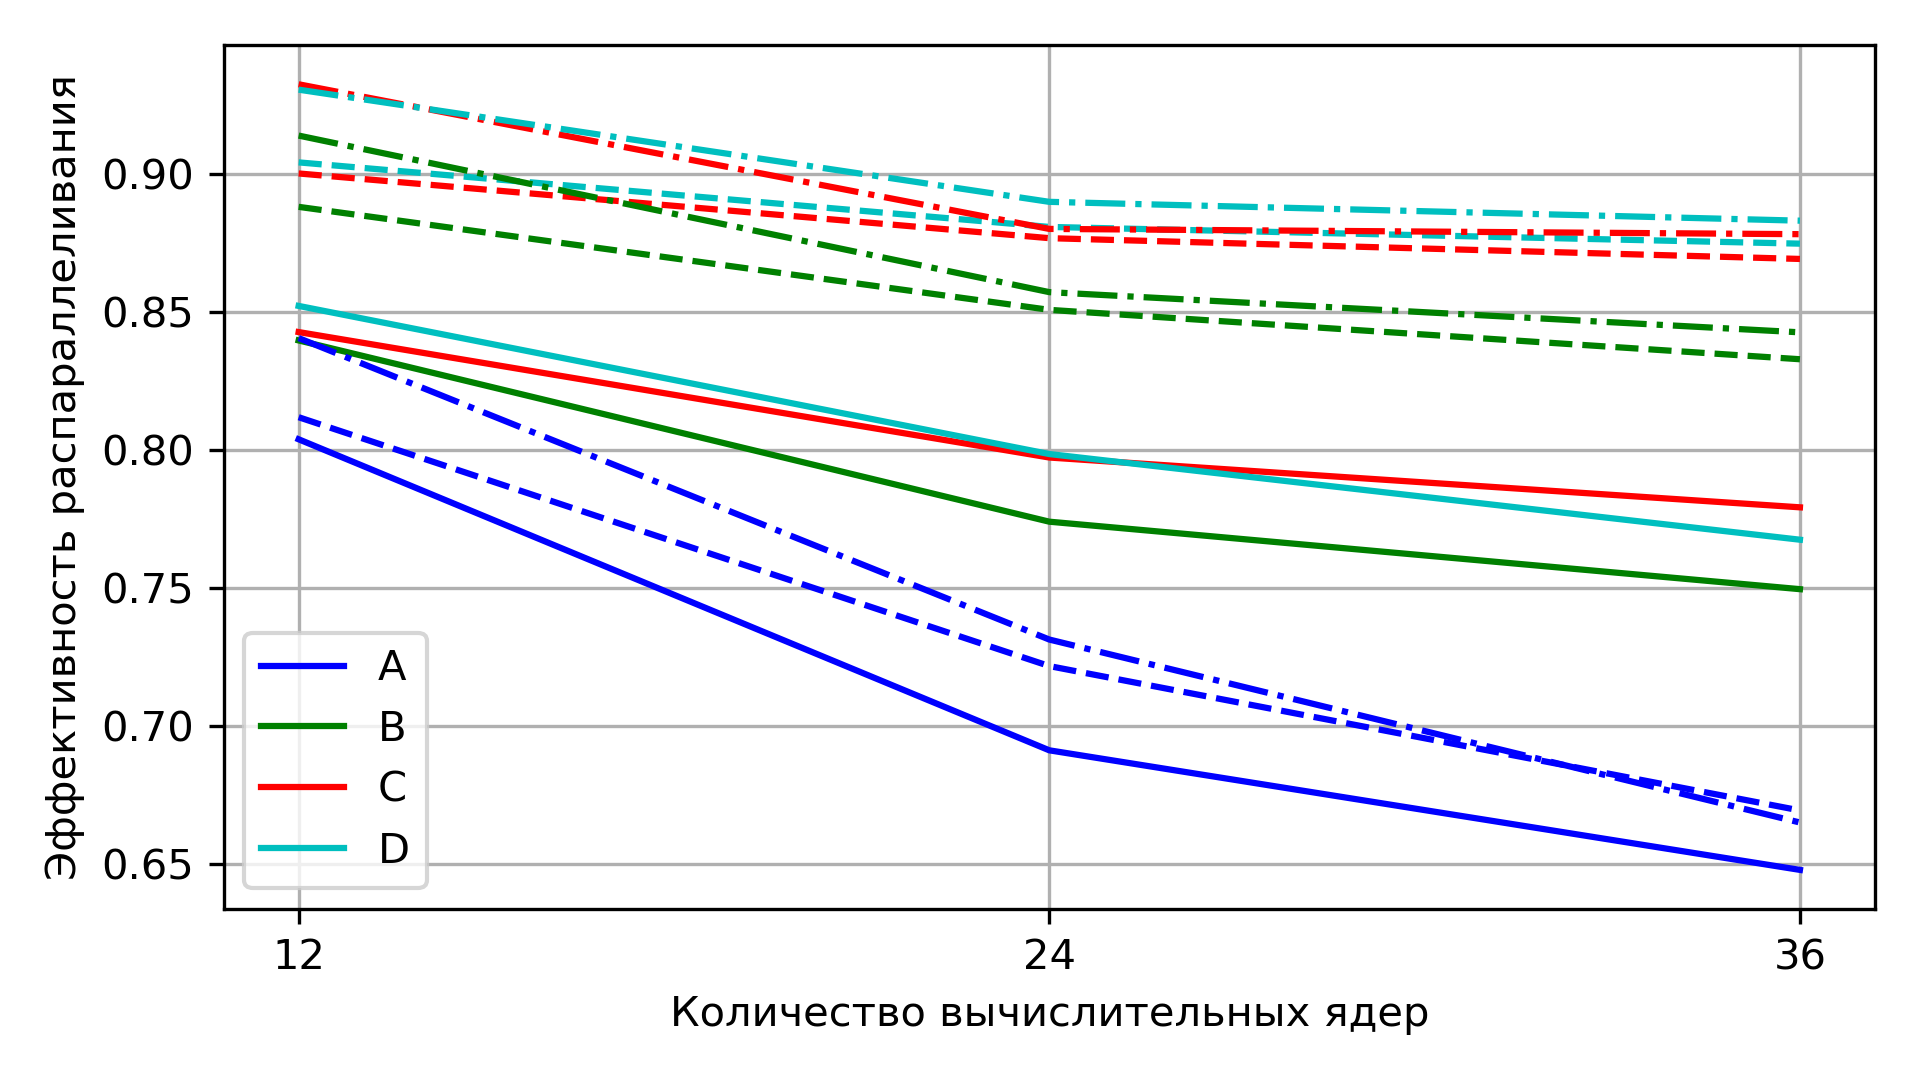 Эффективность распараллеливания
0.90
0.85
0.80
0.75
0.70
0.65
A
B
C
D
12
24
36
Количество вычислительных ядер